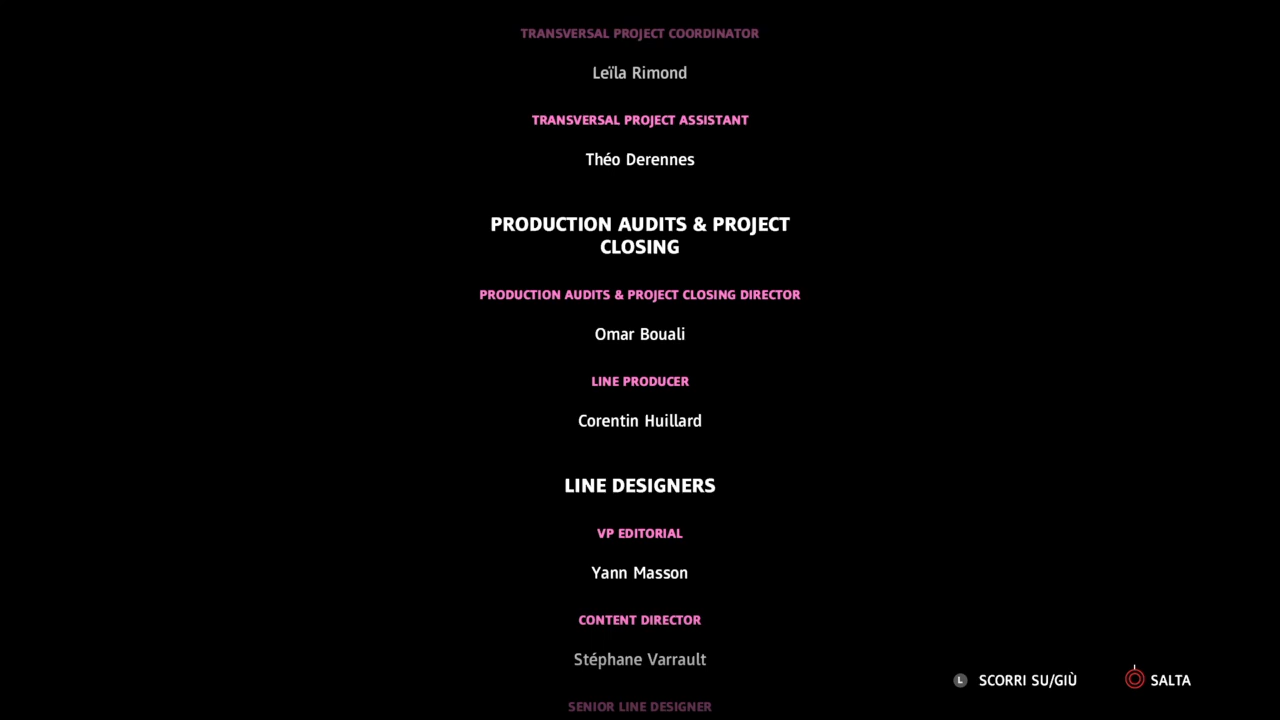 TRANSVERSAL PROJECT COORDINATOR
Leïla Rimond
TRANSVERSAL PROJECT ASSISTANT
Théo Derennes
PRODUCTION AUDITS & PROJECT
CLOSING
PRODUCTION AUDITS & PROJECT CLOSING DIRECTOR
Omar Bouali
LINE PRODUCER
Corentin Huillard
LINE DESIGNERS
VP EDITORIAL
Yann Masson
CONTENT DIRECTOR
Stéphane Varrault
L SCORRI SU/GIÙ SALTA
SENIOR LINE DESIGNER